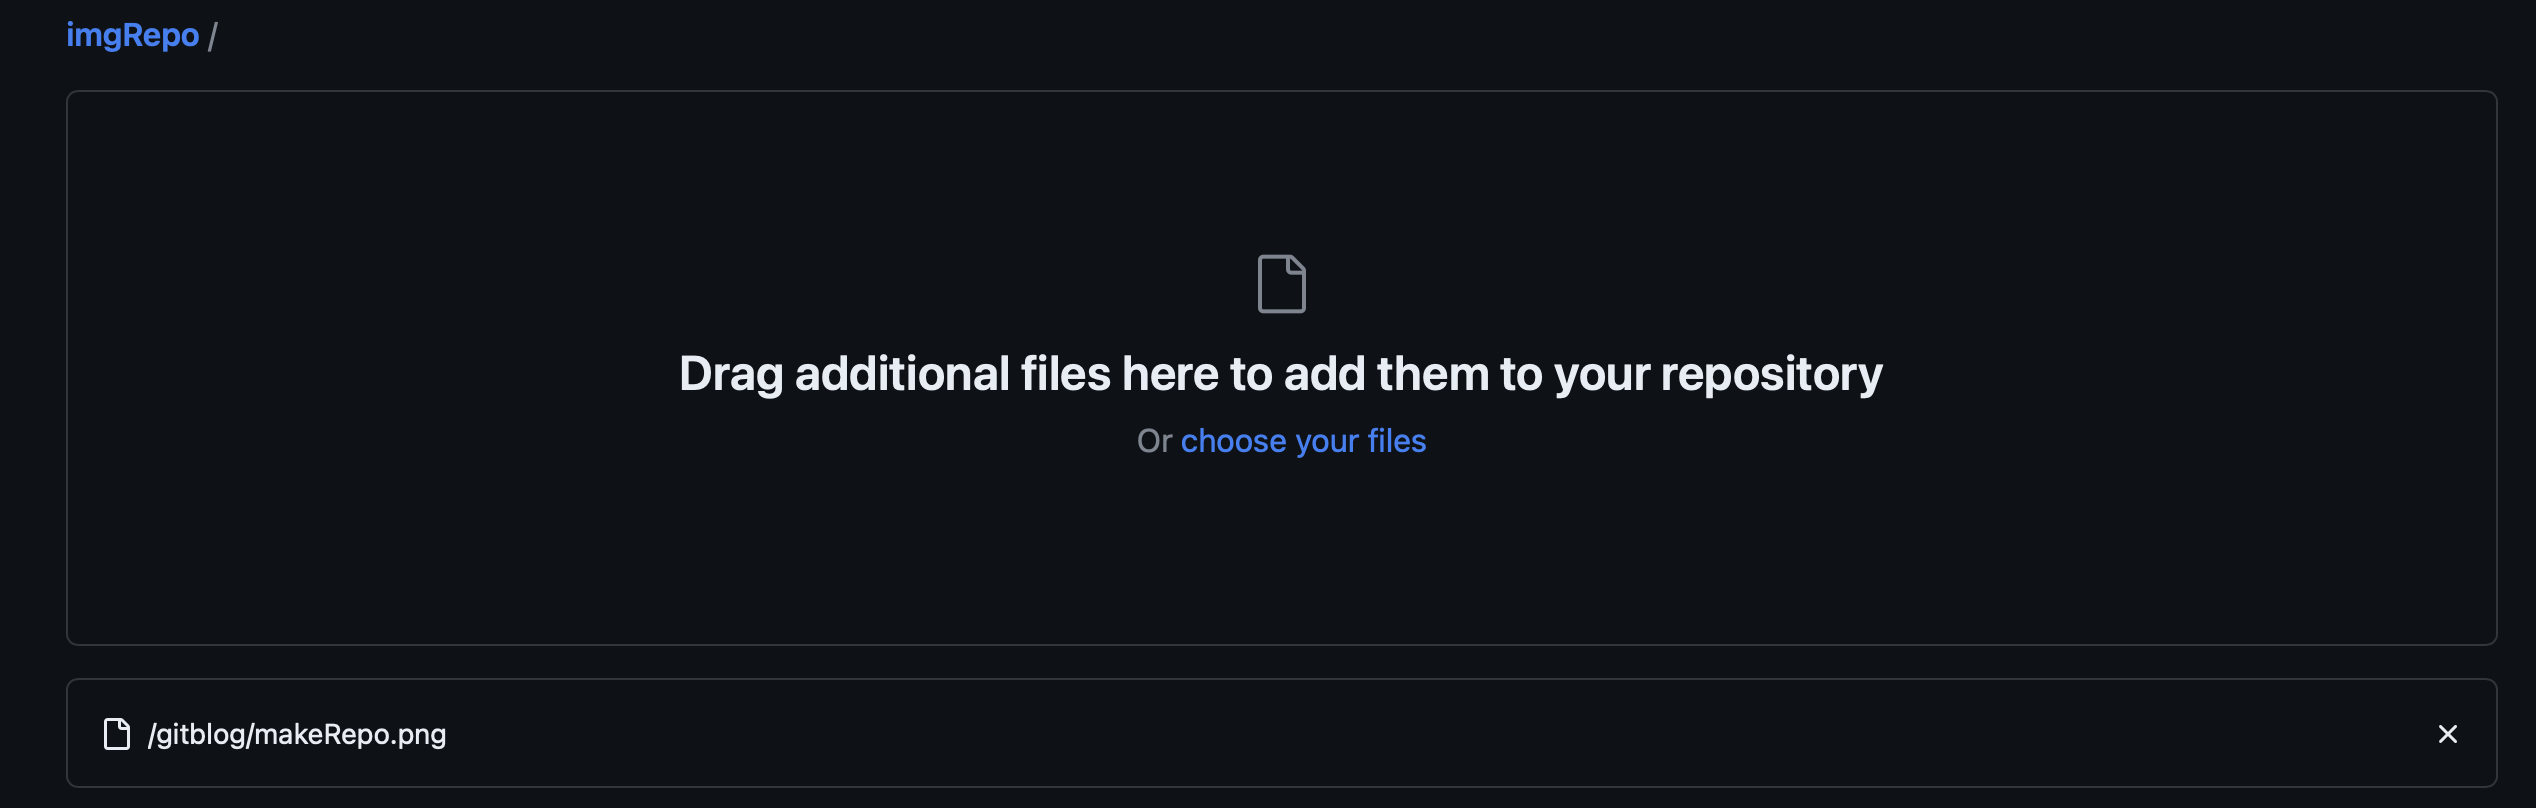 imgRepo /
Drag additional files here to add them to your repository
Or choose your files
/gitblog/makeRepo.png